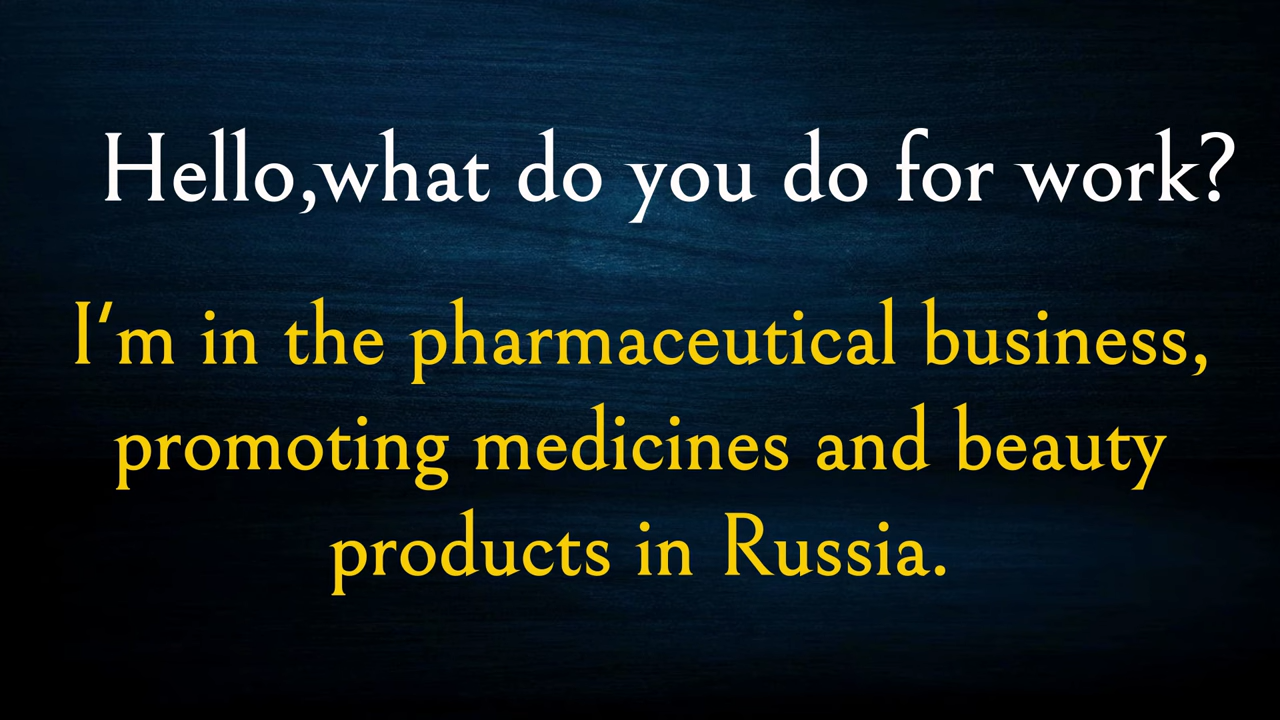 Hello,what do you do for work?
I'm in the pharmaceutical business,
promoting medicines and beauty
products in Russia.